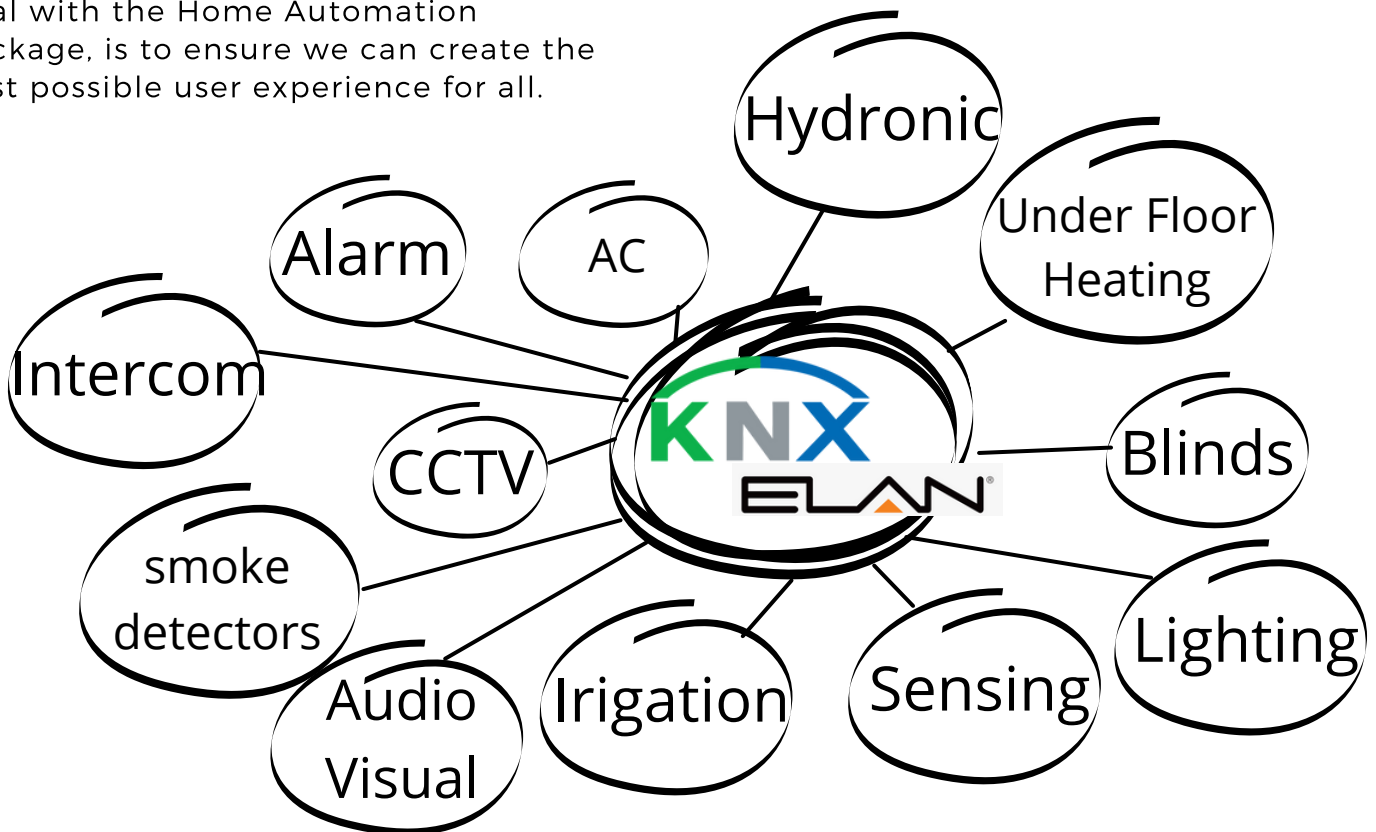 al with the Home Automation
ckage, is to ensure we can create the
st possible user experience for all.
Hydronic
Under Floor
Heating
Alarm
AC
Intercom
KNX
ELAN®
CCTV
Blinds
smoke
detectors
Lighting
Audio
Visual
Irigation
Sensing